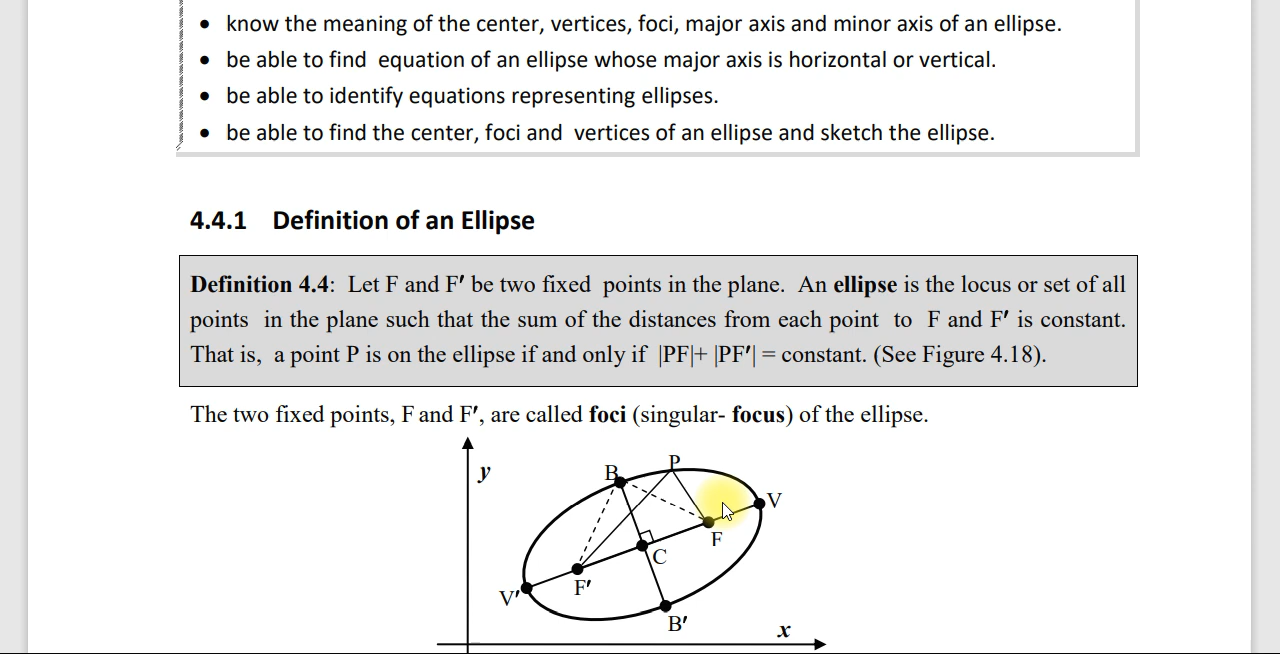 • know the meaning of the center, vertices, foci, major axis and minor axis of an ellipse.
• be able to find equation of an ellipse whose major axis is horizontal or vertical.
• be able to identify equations representing ellipses.
• be able to find the center, foci and vertices of an ellipse and sketch the ellipse.
4.4.1 Definition of an Ellipse
Definition 4.4: Let F and F′ be two fixed points in the plane. An ellipse is the locus or set of all
points in the plane such that the sum of the distances from each point to F and F′ is constant.
That is, a point P is on the ellipse if and only if |PF|+ |PF′| = constant. (See Figure 4.18).
The two fixed points, F and F′, are called foci (singular- focus) of the ellipse.
y
B
P
V
F
C
F′
V′
B′
x